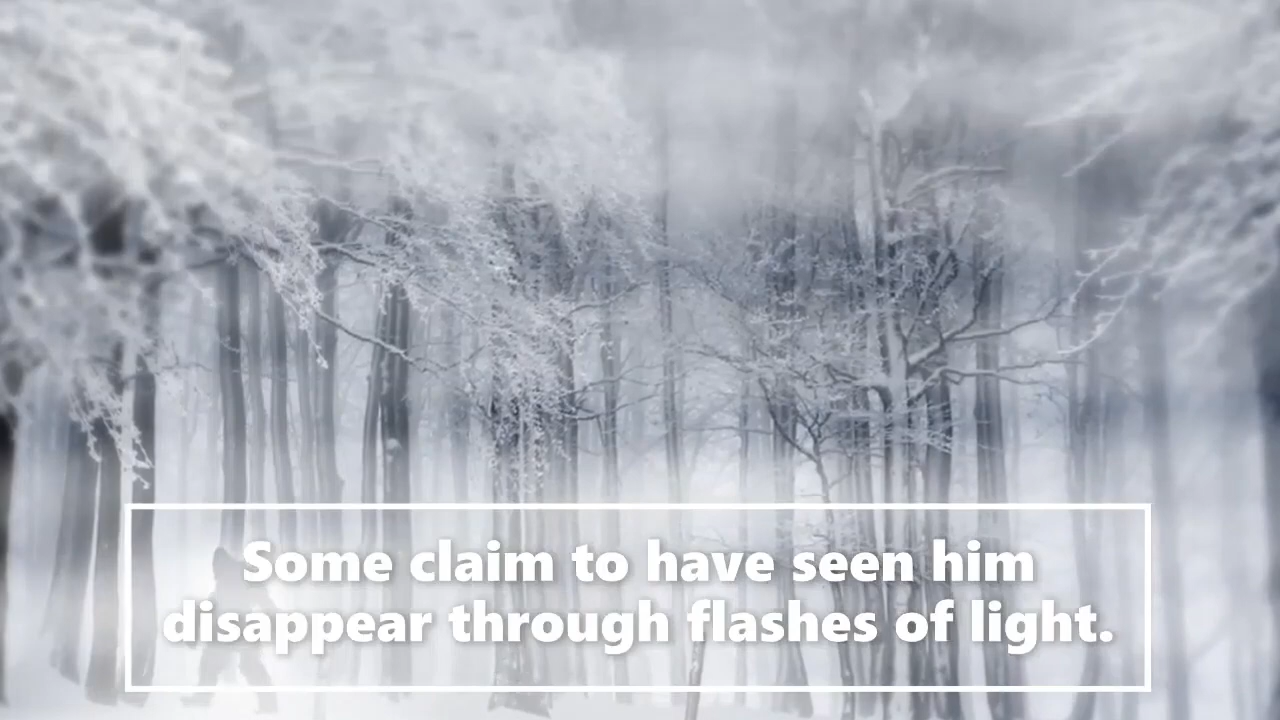 Some claim to have seen him
disappear through flashes of light.